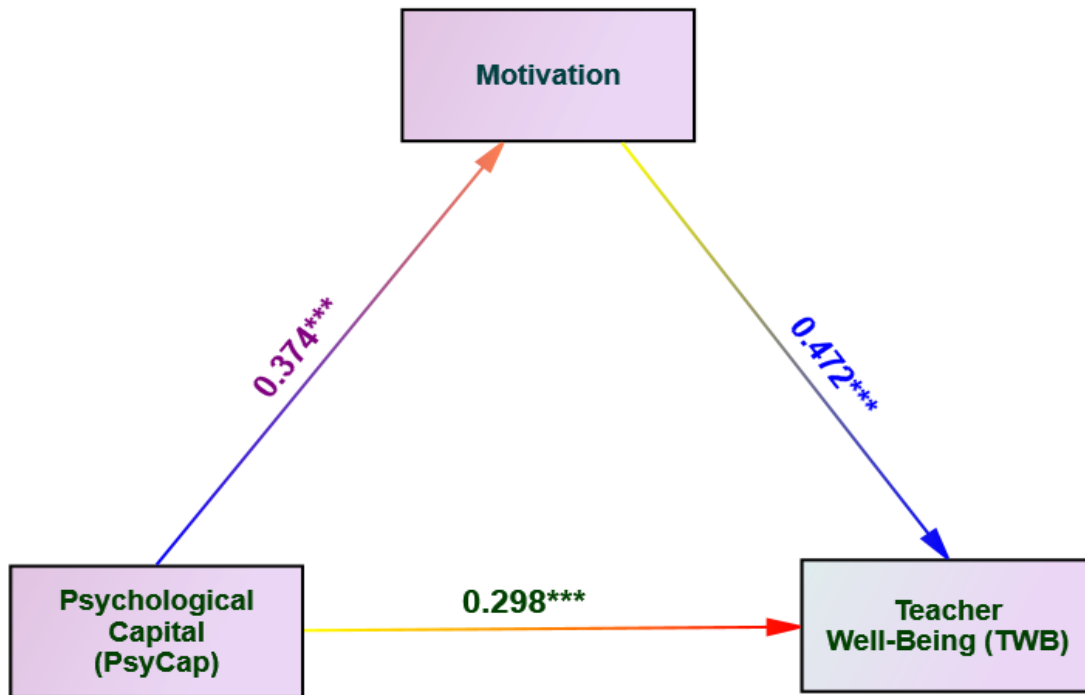 Motivation
0.374***
0.472***
Psychological
Capital
(PsyCap)
0.298***
Teacher
Well-Being (TWB)